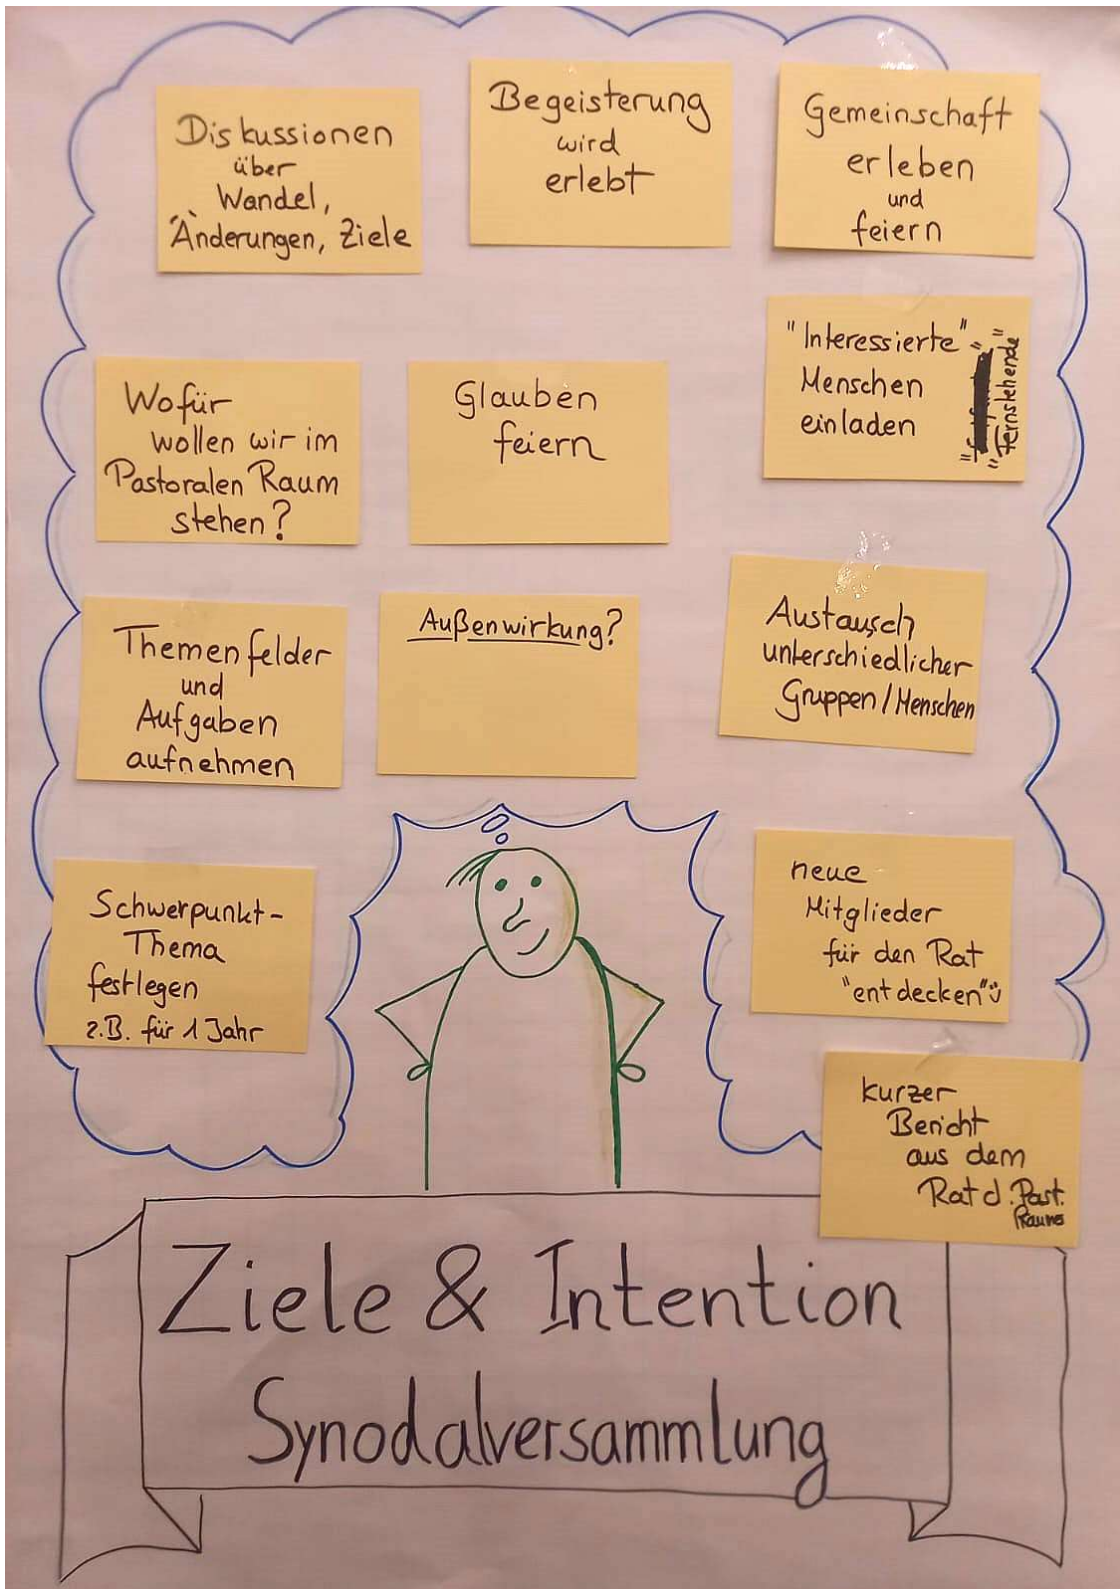 Diskussionen
über
Wandel,
Änderungen, Ziele
Begeisterung
wird
erlebt
Gemeinschaft
erleben
und
feiern
"Interessierte"
Menschen
einladen
"Fernstehende"
Wofür
wollen wir im
Pastoralen Raum
stehen?
Glauben
feiern
Themenfelder
und
Aufgaben
aufnehmen
Außenwirkung?
Austausch
unterschiedlicher
Gruppen/Menschen
Schwerpunkt-
Thema
festlegen
z.B. für 1 Jahr
neue
Mitglieder
für den Rat
"entdecken"
kurzer
Bericht
aus dem
Rat d. Past.
Raumes
Ziele & Intention
Synodalversammlung